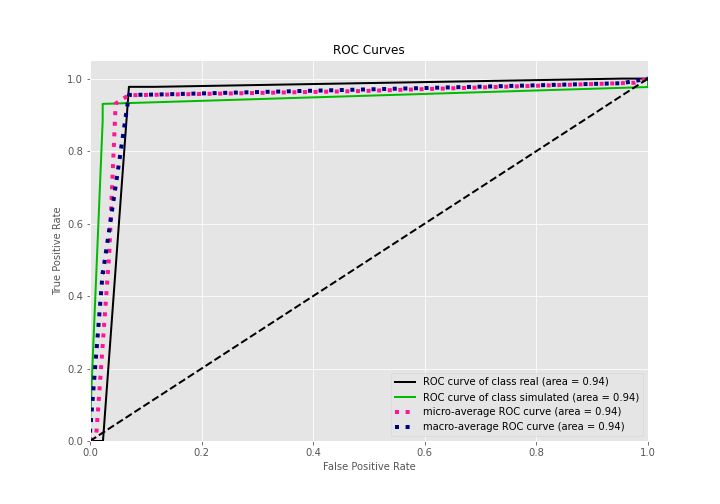 ROC Curves
True Positive Rate
1.0
0.8
0.6
0.4
0.2
0.0
0.0 0.2 0.4 0.6 0.8 1.0
False Positive Rate
ROC curve of class real (area = 0.94)
ROC curve of class simulated (area = 0.94)
micro-average ROC curve (area = 0.94)
macro-average ROC curve (area = 0.94)